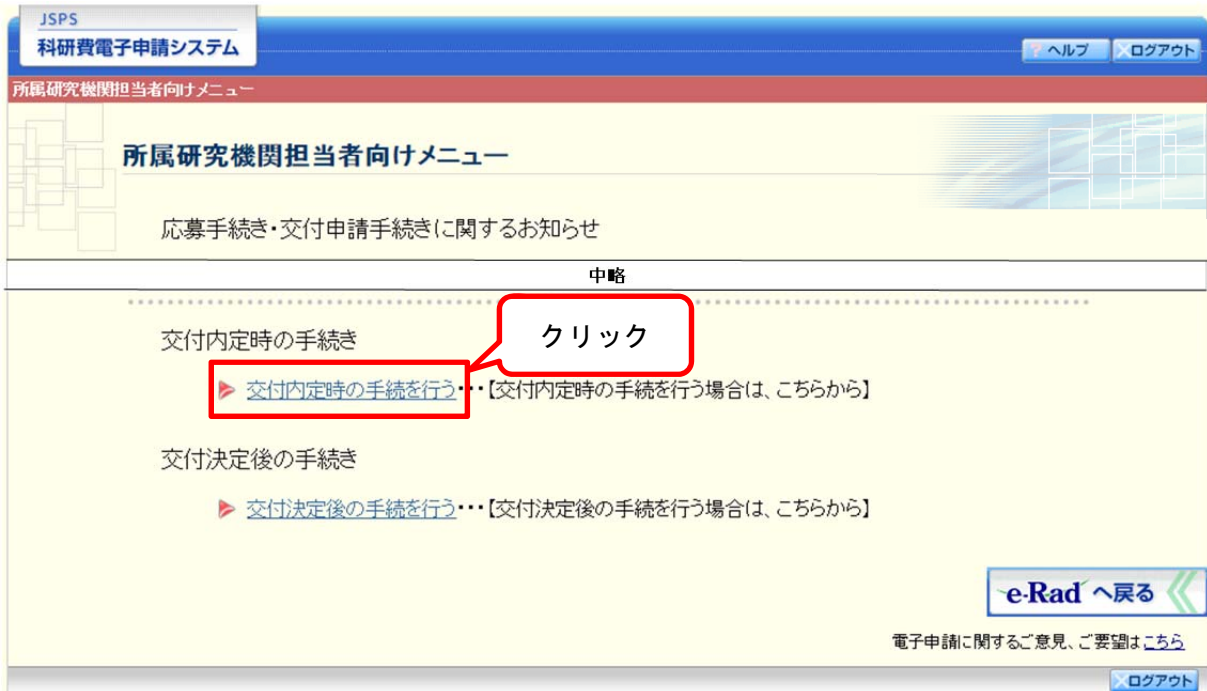 JSPS
科研費電子申請システム
? ヘルプ
ログアウト
所属研究機関担当者向けメニュー
所属研究機関担当者向けメニュー
応募手続き・交付申請手続きに関するお知らせ
中略
交付内定時の手続き
クリック
交付内定時の手続を行う・・・【交付内定時の手続を行う場合は、こちらから】
交付決定後の手続き
交付決定後の手続を行う・・・【交付決定後の手続を行う場合は、こちらから】
e-Rad へ戻る
電子申請に関するご意見、ご要望はこちら
ログアウト